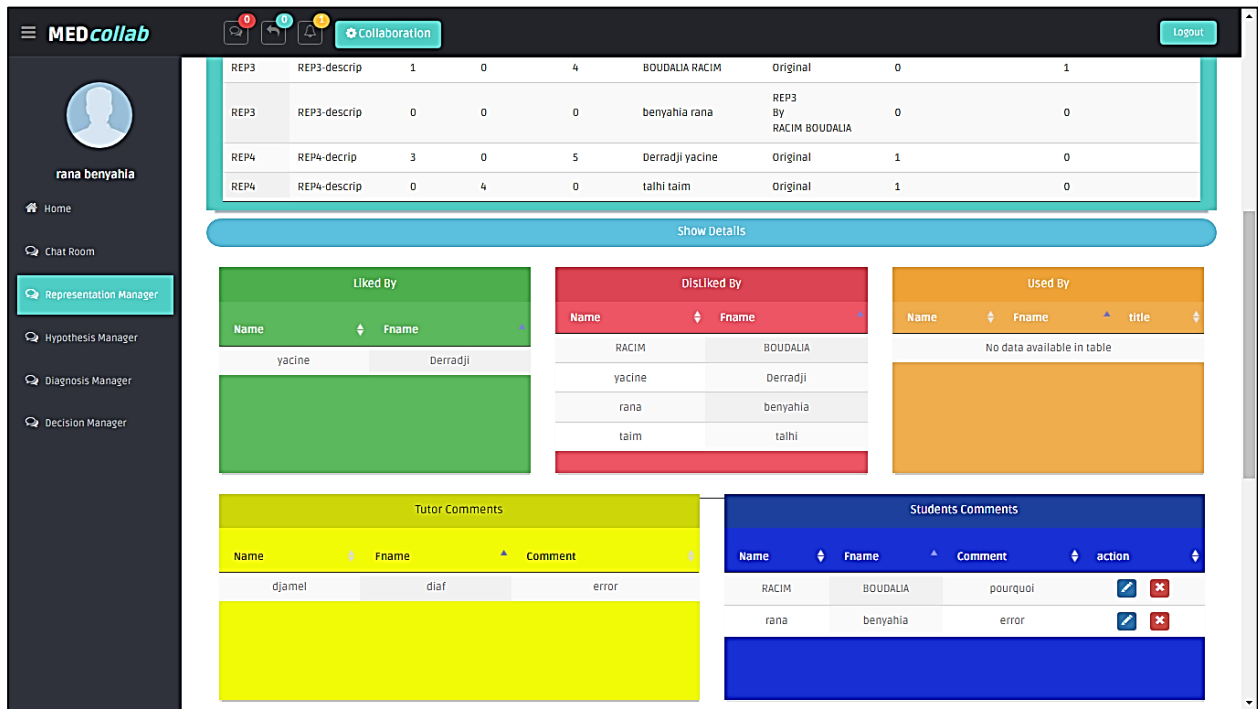 MEDcollab
0 0 1
Collaboration
Logout
rana benyahia
Home
Chat Room
Representation Manager
Hypothesis Manager
Diagnosis Manager
Decision Manager
REP3 REP3-descrip 1 0 4 BOUDALIA RACIM Original 0 1
REP3 REP3-descrip 0 0 0 benyahia rana REP3 By RACIM BOUDALIA 0 0
REP4 REP4-decrip 3 0 5 Derradji yacine Original 1 0
REP4 REP4-descrip 0 4 0 talhi taim Original 1 0
Show Details
Liked By
Name Fname
yacine Derradji
DisLiked By
Name Fname
RACIM BOUDALIA
yacine Derradji
rana benyahia
taim talhi
Used By
Name Fname title
No data available in table
Tutor Comments
Name Fname Comment
djamel diaf error
Students Comments
Name Fname Comment action
RACIM BOUDALIA pourquoi
rana benyahia error